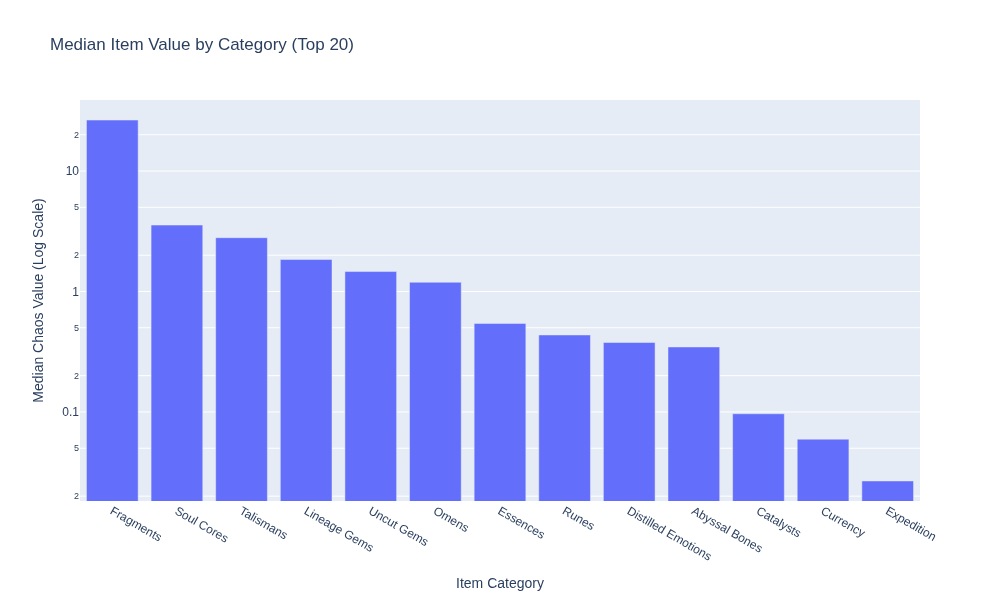 Median Item Value by Category (Top 20)
Median Chaos Value (Log Scale)
2
10
5
2
1
5
2
0.1
5
2
Fragments
Soul Cores
Talismans
Lineage Gems
Uncut Gems
Omens
Essences
Runes
Distilled Emotions
Abyssal Bones
Catalysts
Currency
Expedition
Item Category